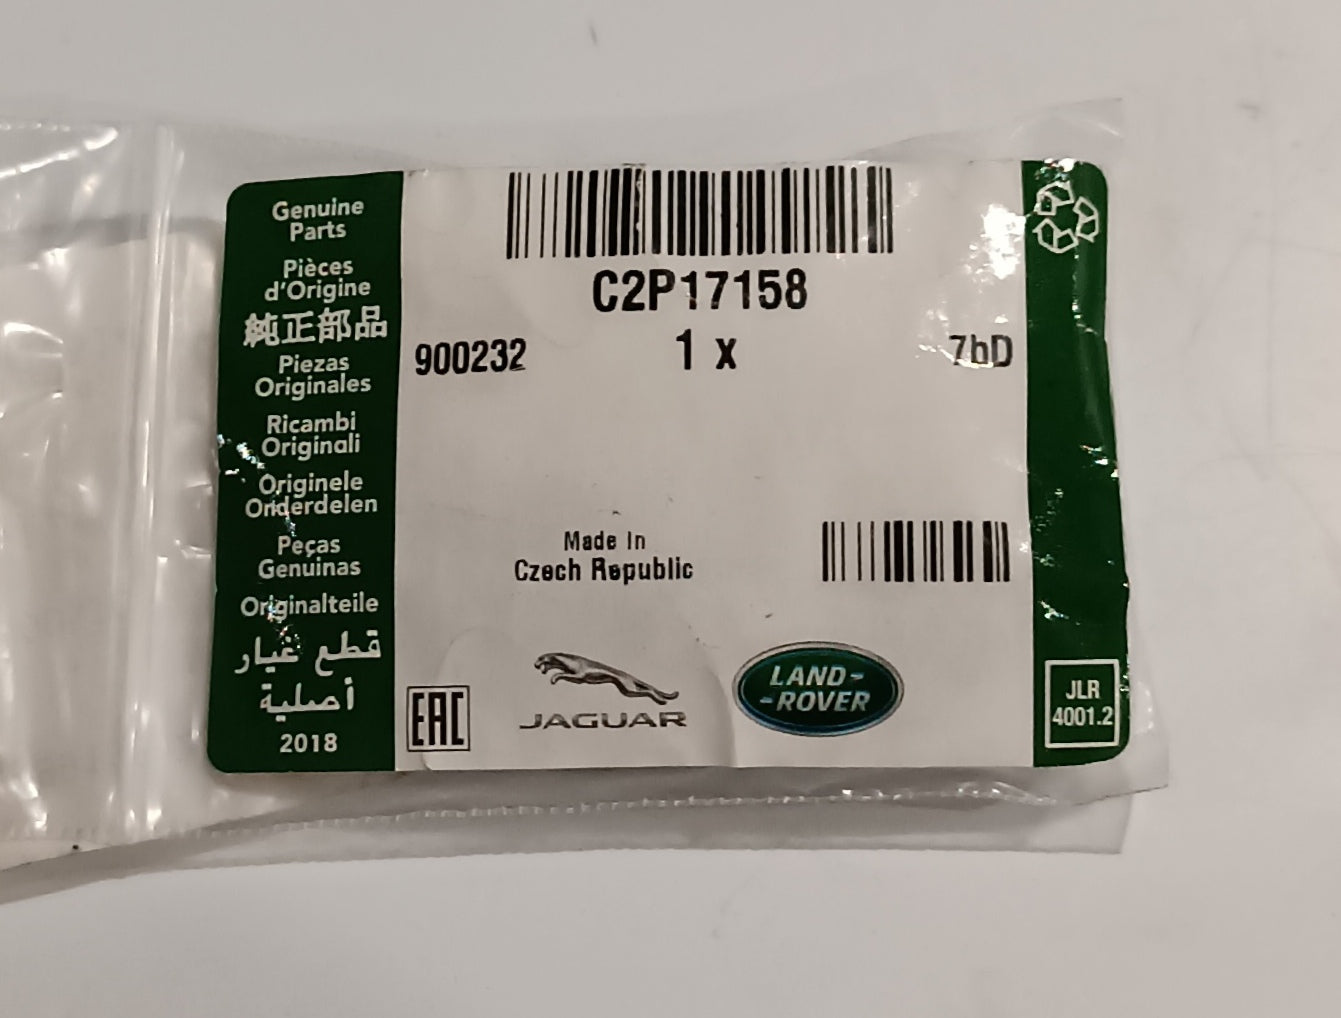 Genuine
Parts
Pièces
d'Origine
純正部品
Piezas
Originales
Ricambi
Originali
Originele
Onderdelen
Peças
Genuinas
Originalteile
قطع غيار
أصلية
2018
C2P17158
900232
1 x
7bD
Made In
Czech Republic
EAC
JAGUAR
LAND-
-ROVER
JLR
4001.2